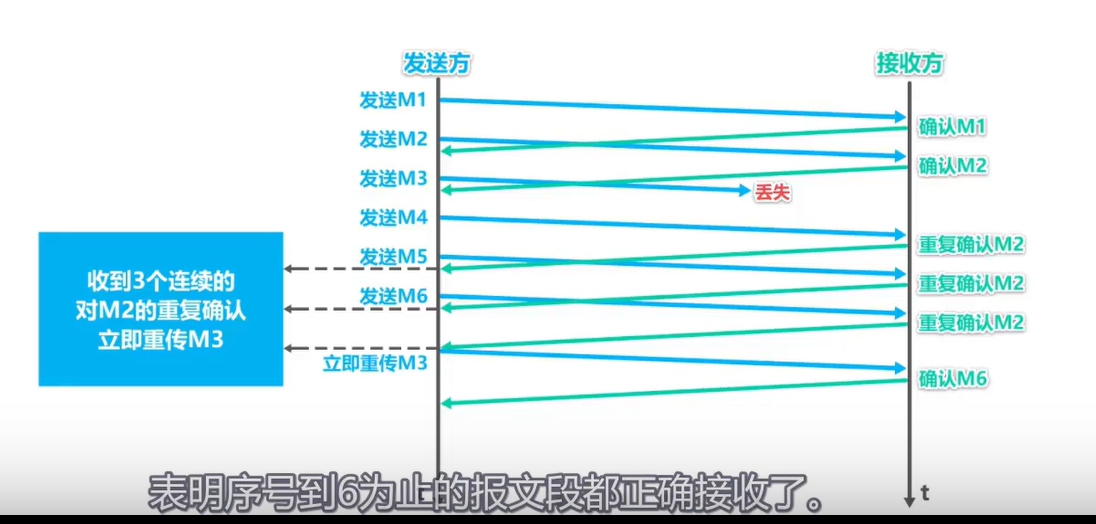 发送方
接收方
发送M1
确认M1
发送M2
确认M2
发送M3
丢失
发送M4
重复确认M2
发送M5
重复确认M2
发送M6
重复确认M2
收到3个连续的
对M2的重复确认
立即重传M3
立即重传M3
确认M6
t
表明序号到6为止的报文段都正确接收了。